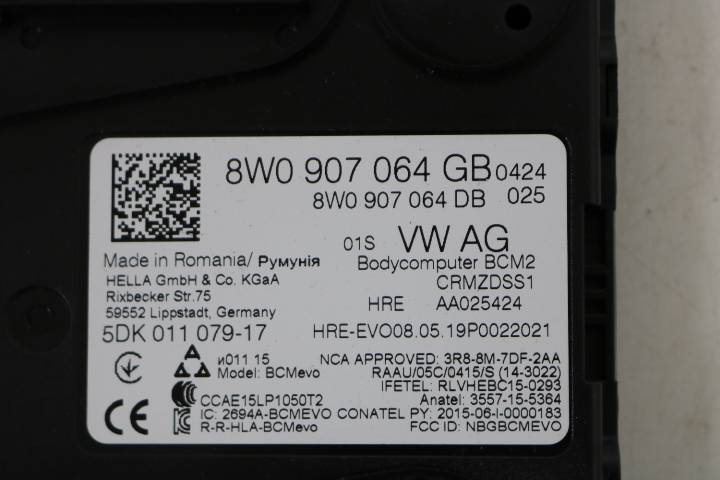 8W0 907 064 GB 0424
8W0 907 064 DB 025
01S VW AG
Made in Romania/ Румунія
Bodycomputer BCM2
HELLA GmbH & Co. KGaA
CRMZDSS1
Rixbecker Str.75
HRE AA025424
59552 Lippstadt, Germany
5DK 011 079-17
HRE-EVO08.05.19P0022021
и011 15
NCA APPROVED: 3R8-8M-7DF-2AA
Model: BCMevo
RAAU/05C/0415/S (14-3022)
IFETEL: RLVHEBC15-0293
CCAE15LP1050T2
Anatel: 3557-15-5364
IC: 2694A-BCMEVO CONATEL PY: 2015-06-I-0000183
CE R-R-HLA-BCMevo
FCC ID: NBGBCMEVO